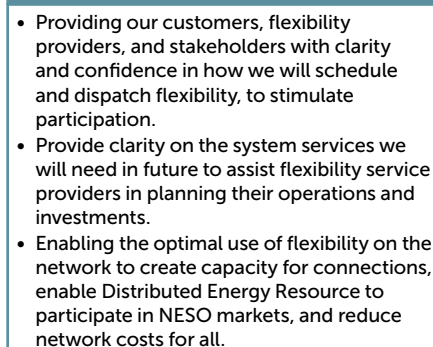 • Providing our customers, flexibility
providers, and stakeholders with clarity
and confidence in how we will schedule
and dispatch flexibility, to stimulate
participation.
• Provide clarity on the system services we
will need in future to assist flexibility service
providers in planning their operations and
investments.
• Enabling the optimal use of flexibility on the
network to create capacity for connections,
enable Distributed Energy Resource to
participate in NESO markets, and reduce
network costs for all.